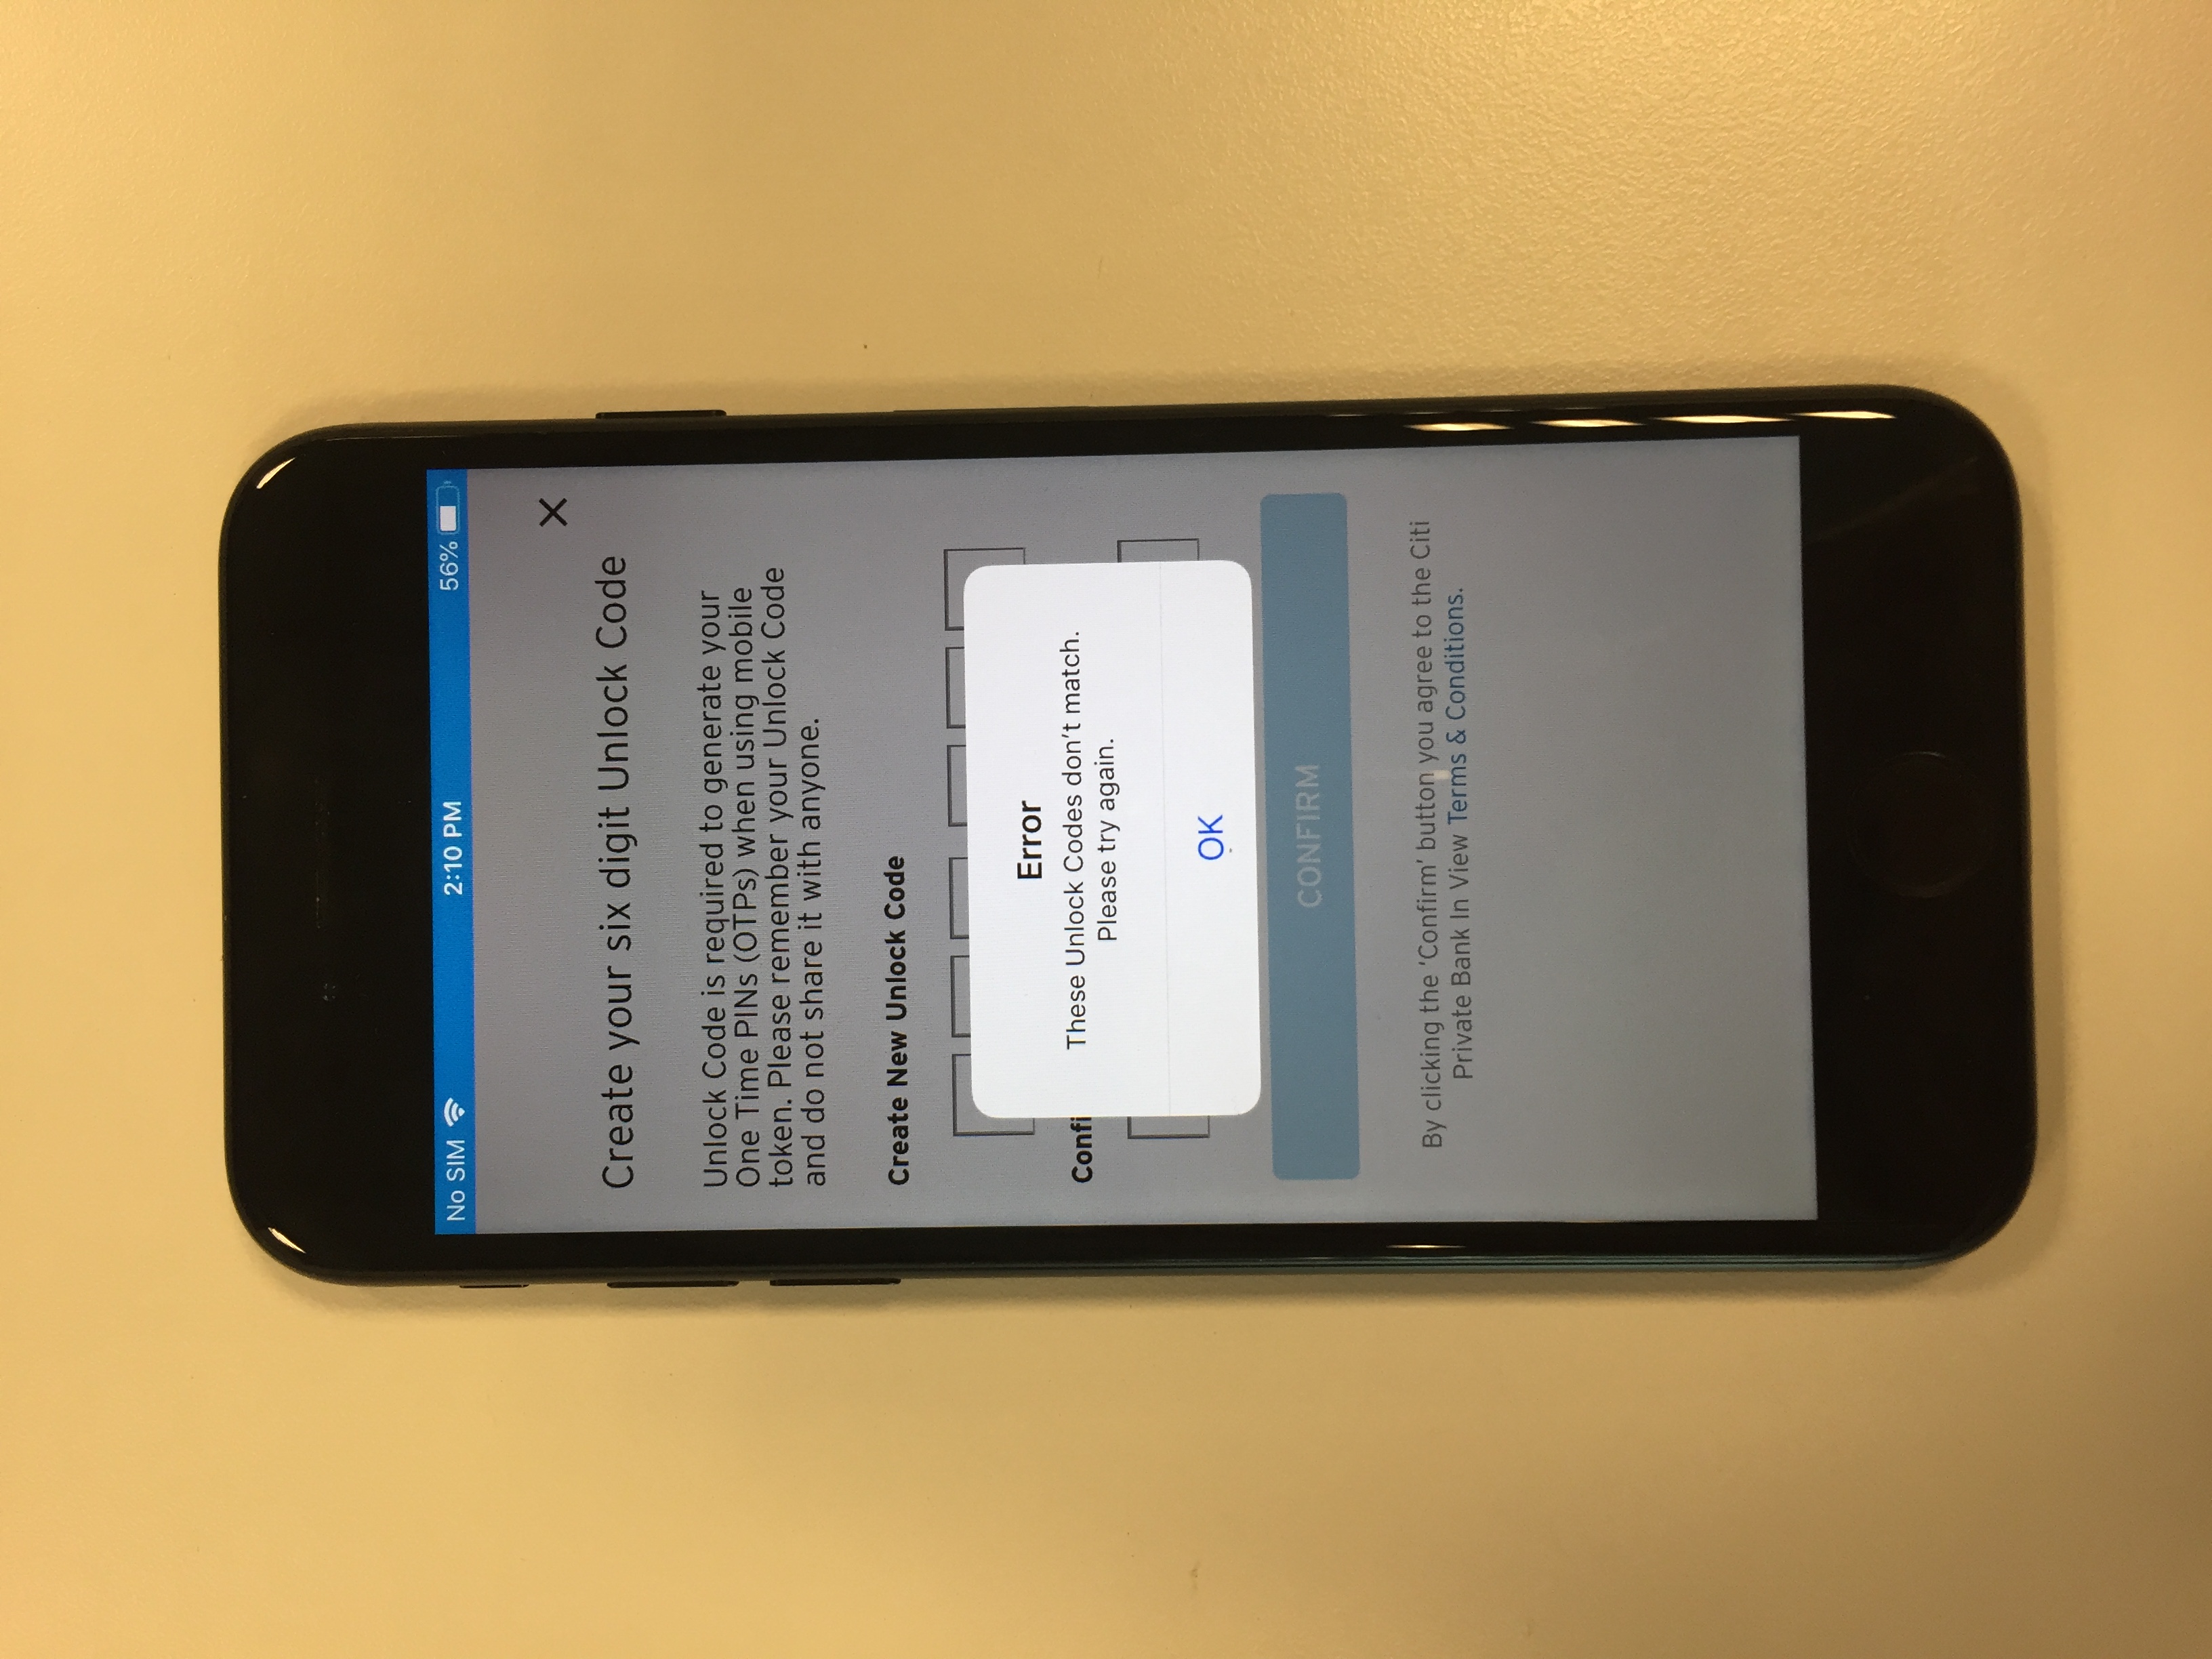 No SIM 2:10 PM 56%
Create your six digit Unlock Code
Unlock Code is required to generate your
One Time PINs (OTPs) when using mobile
token. Please remember your Unlock Code
and do not share it with anyone.
Create New Unlock Code
Error
Confi
These Unlock Codes don't match.
Please try again.
OK
CONFIRM
By clicking the ‘Confirm’ button you agree to the Citi
Private Bank In View Terms & Conditions.